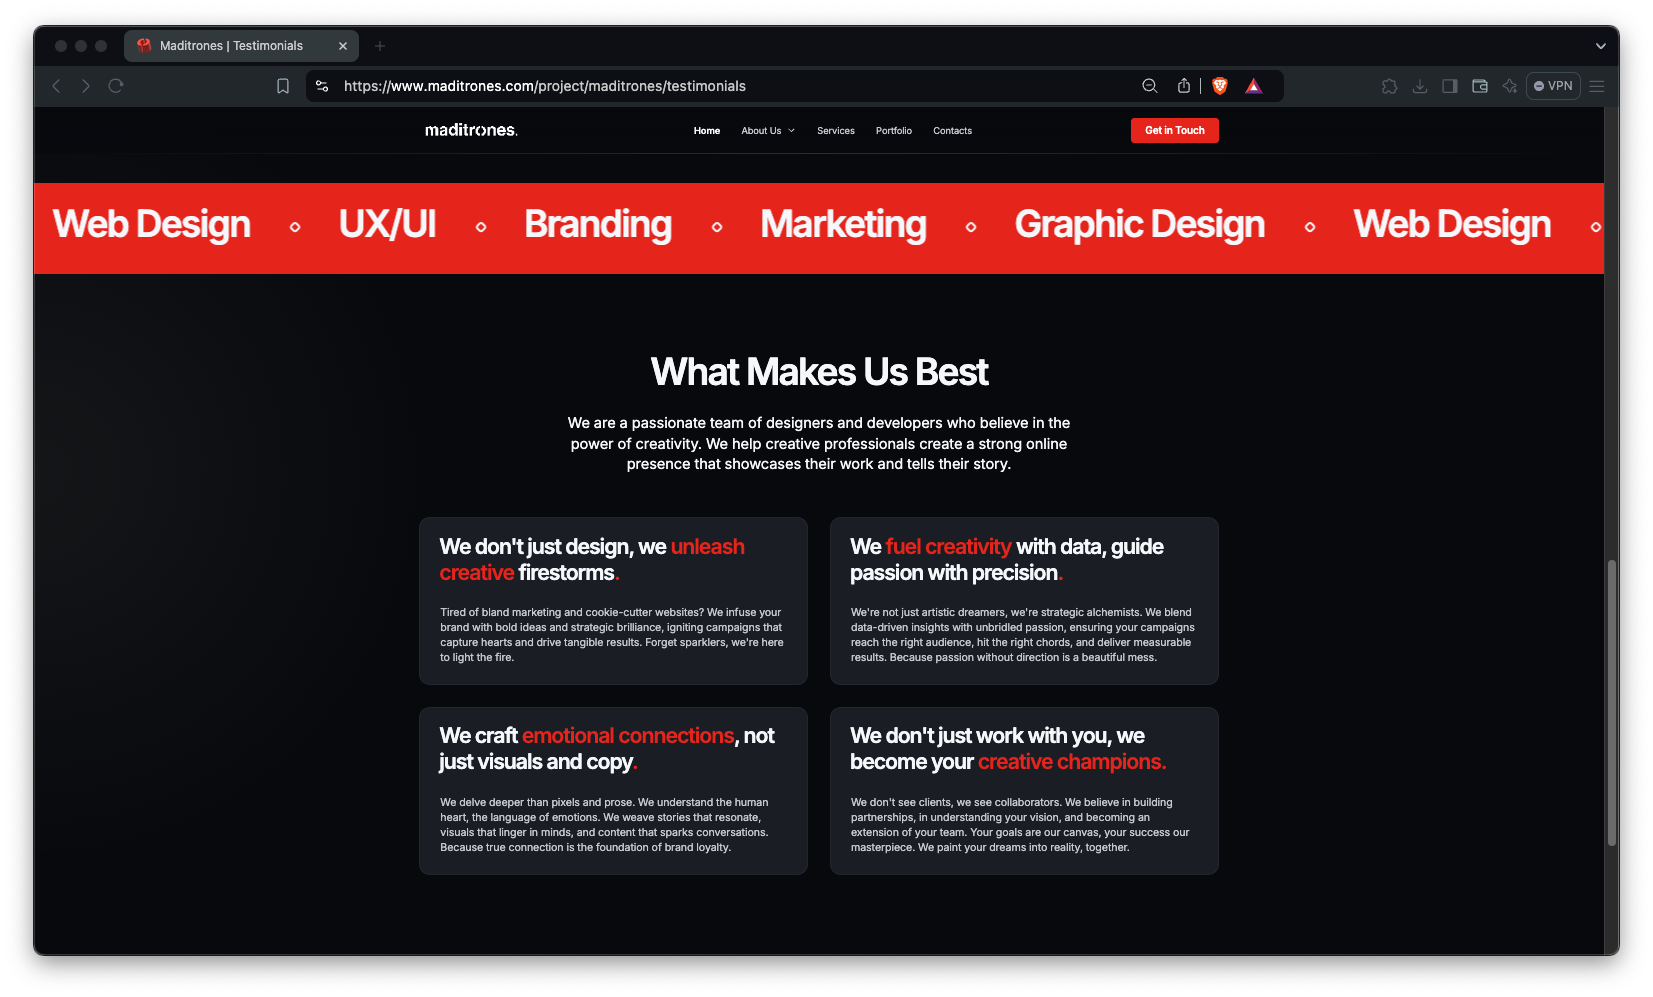 Maditrones | Testimonials
https://www.maditrones.com/project/maditrones/testimonials
VPN
maditrones.
Home About Us Services Portfolio Contacts
Get in Touch
Web Design UX/UI Branding Marketing Graphic Design Web Design
What Makes Us Best
We are a passionate team of designers and developers who believe in the
power of creativity. We help creative professionals create a strong online
presence that showcases their work and tells their story.
We don't just design, we unleash
creative firestorms.
Tired of bland marketing and cookie-cutter websites? We infuse your
brand with bold ideas and strategic brilliance, igniting campaigns that
capture hearts and drive tangible results. Forget sparklers, we're here
to light the fire.
We fuel creativity with data, guide
passion with precision.
We're not just artistic dreamers, we're strategic alchemists. We blend
data-driven insights with unbridled passion, ensuring your campaigns
reach the right audience, hit the right chords, and deliver measurable
results. Because passion without direction is a beautiful mess.
We craft emotional connections, not
just visuals and copy.
We delve deeper than pixels and prose. We understand the human
heart, the language of emotions. We weave stories that resonate,
visuals that linger in minds, and content that sparks conversations.
Because true connection is the foundation of brand loyalty.
We don't just work with you, we
become your creative champions.
We don't see clients, we see collaborators. We believe in building
partnerships, in understanding your vision, and becoming an
extension of your team. Your goals are our canvas, your success our
masterpiece. We paint your dreams into reality, together.